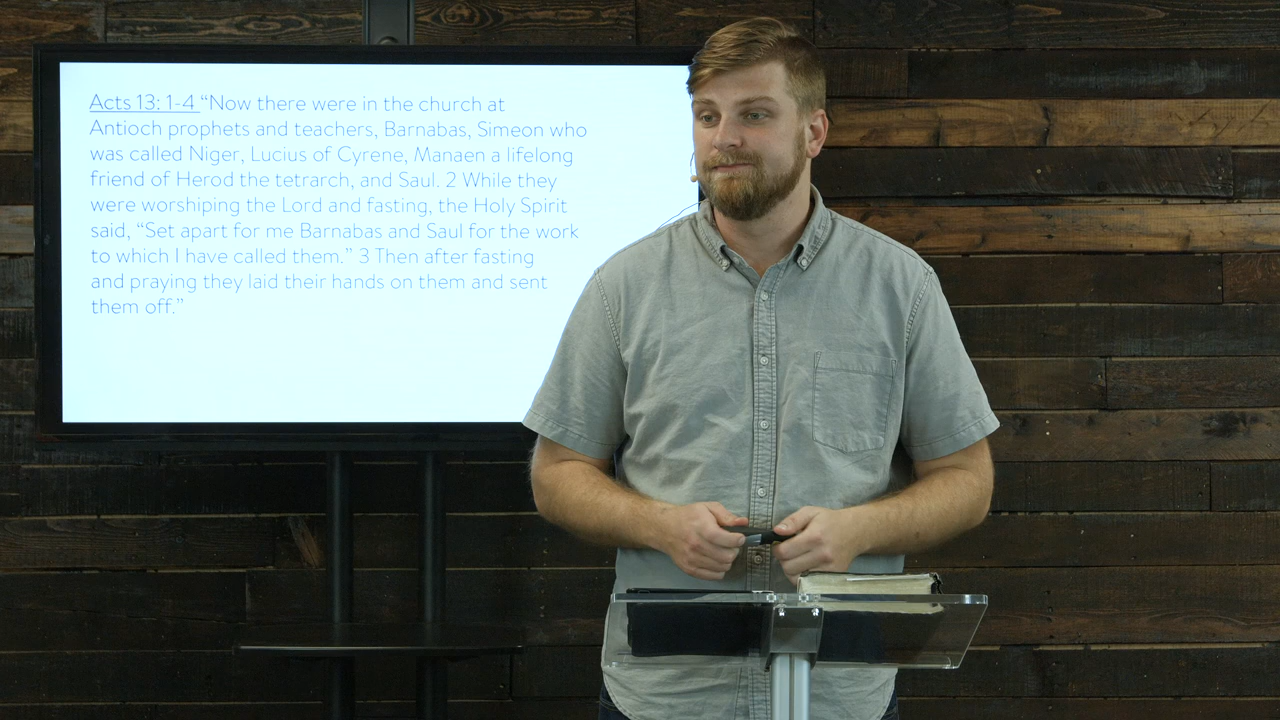 Acts 13: 1-4 “Now there were in the church at
Antioch prophets and teachers, Barnabas, Simeon who
was called Niger, Lucius of Cyrene, Manaen a lifelong
friend of Herod the tetrarch, and Saul. 2 While they
were worshiping the Lord and fasting, the Holy Spirit
said, “Set apart for me Barnabas and Saul for the work
to which I have called them.” 3 Then after fasting
and praying they laid their hands on them and sent
them off.”